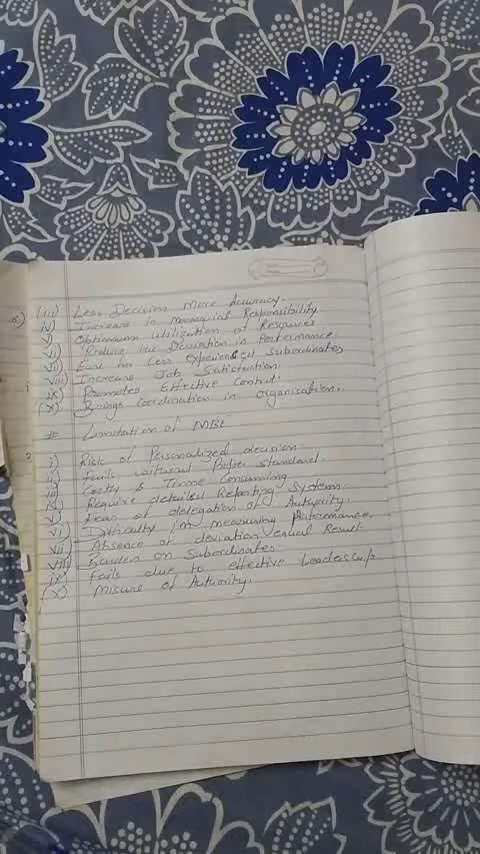 (iii) Less Decision More Accuracy.
iv) Increase in managerial Responsibility.
v) Optimum Utilization of Resources
vi) Reduce the Deviation in Performance
vii) Ease for Less Experienced Subordinates
viii) Increase Job Satisfaction.
ix) Promotes Effective Control.
(x) Brings Coordination in Organisation.
# Limitation of MBE
i) Risk of Personalized decision
ii) Fails without Proper Standard.
iii) Costly & Time Consuming
iv) Require detailed Reporting Systems.
v) Fear of delegation of Authority.
vi) Difficulty in measuring Performance.
vii) Absence of deviation equal Result
viii) Burden on Subordinates
ix) Fails due to effective Leadership
(x) Misuse of Authority.